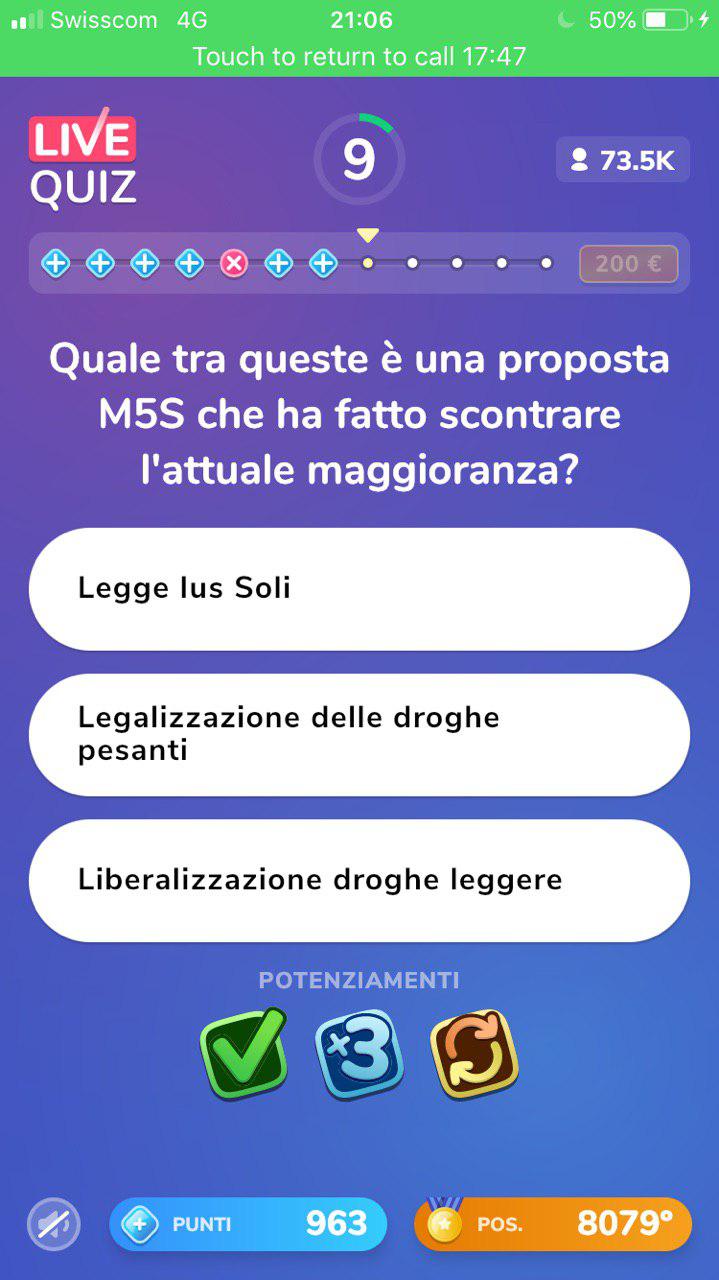 Swisscom 4G 21:06 50%
Touch to return to call 17:47
LIVE
QUIZ
9
73.5K
200 €
Quale tra queste è una proposta
M5S che ha fatto scontrare
l'attuale maggioranza?
Legge Ius Soli
Legalizzazione delle droghe
pesanti
Liberalizzazione droghe leggere
POTENZIAMENTI
×3
PUNTI 963
POS. 8079º